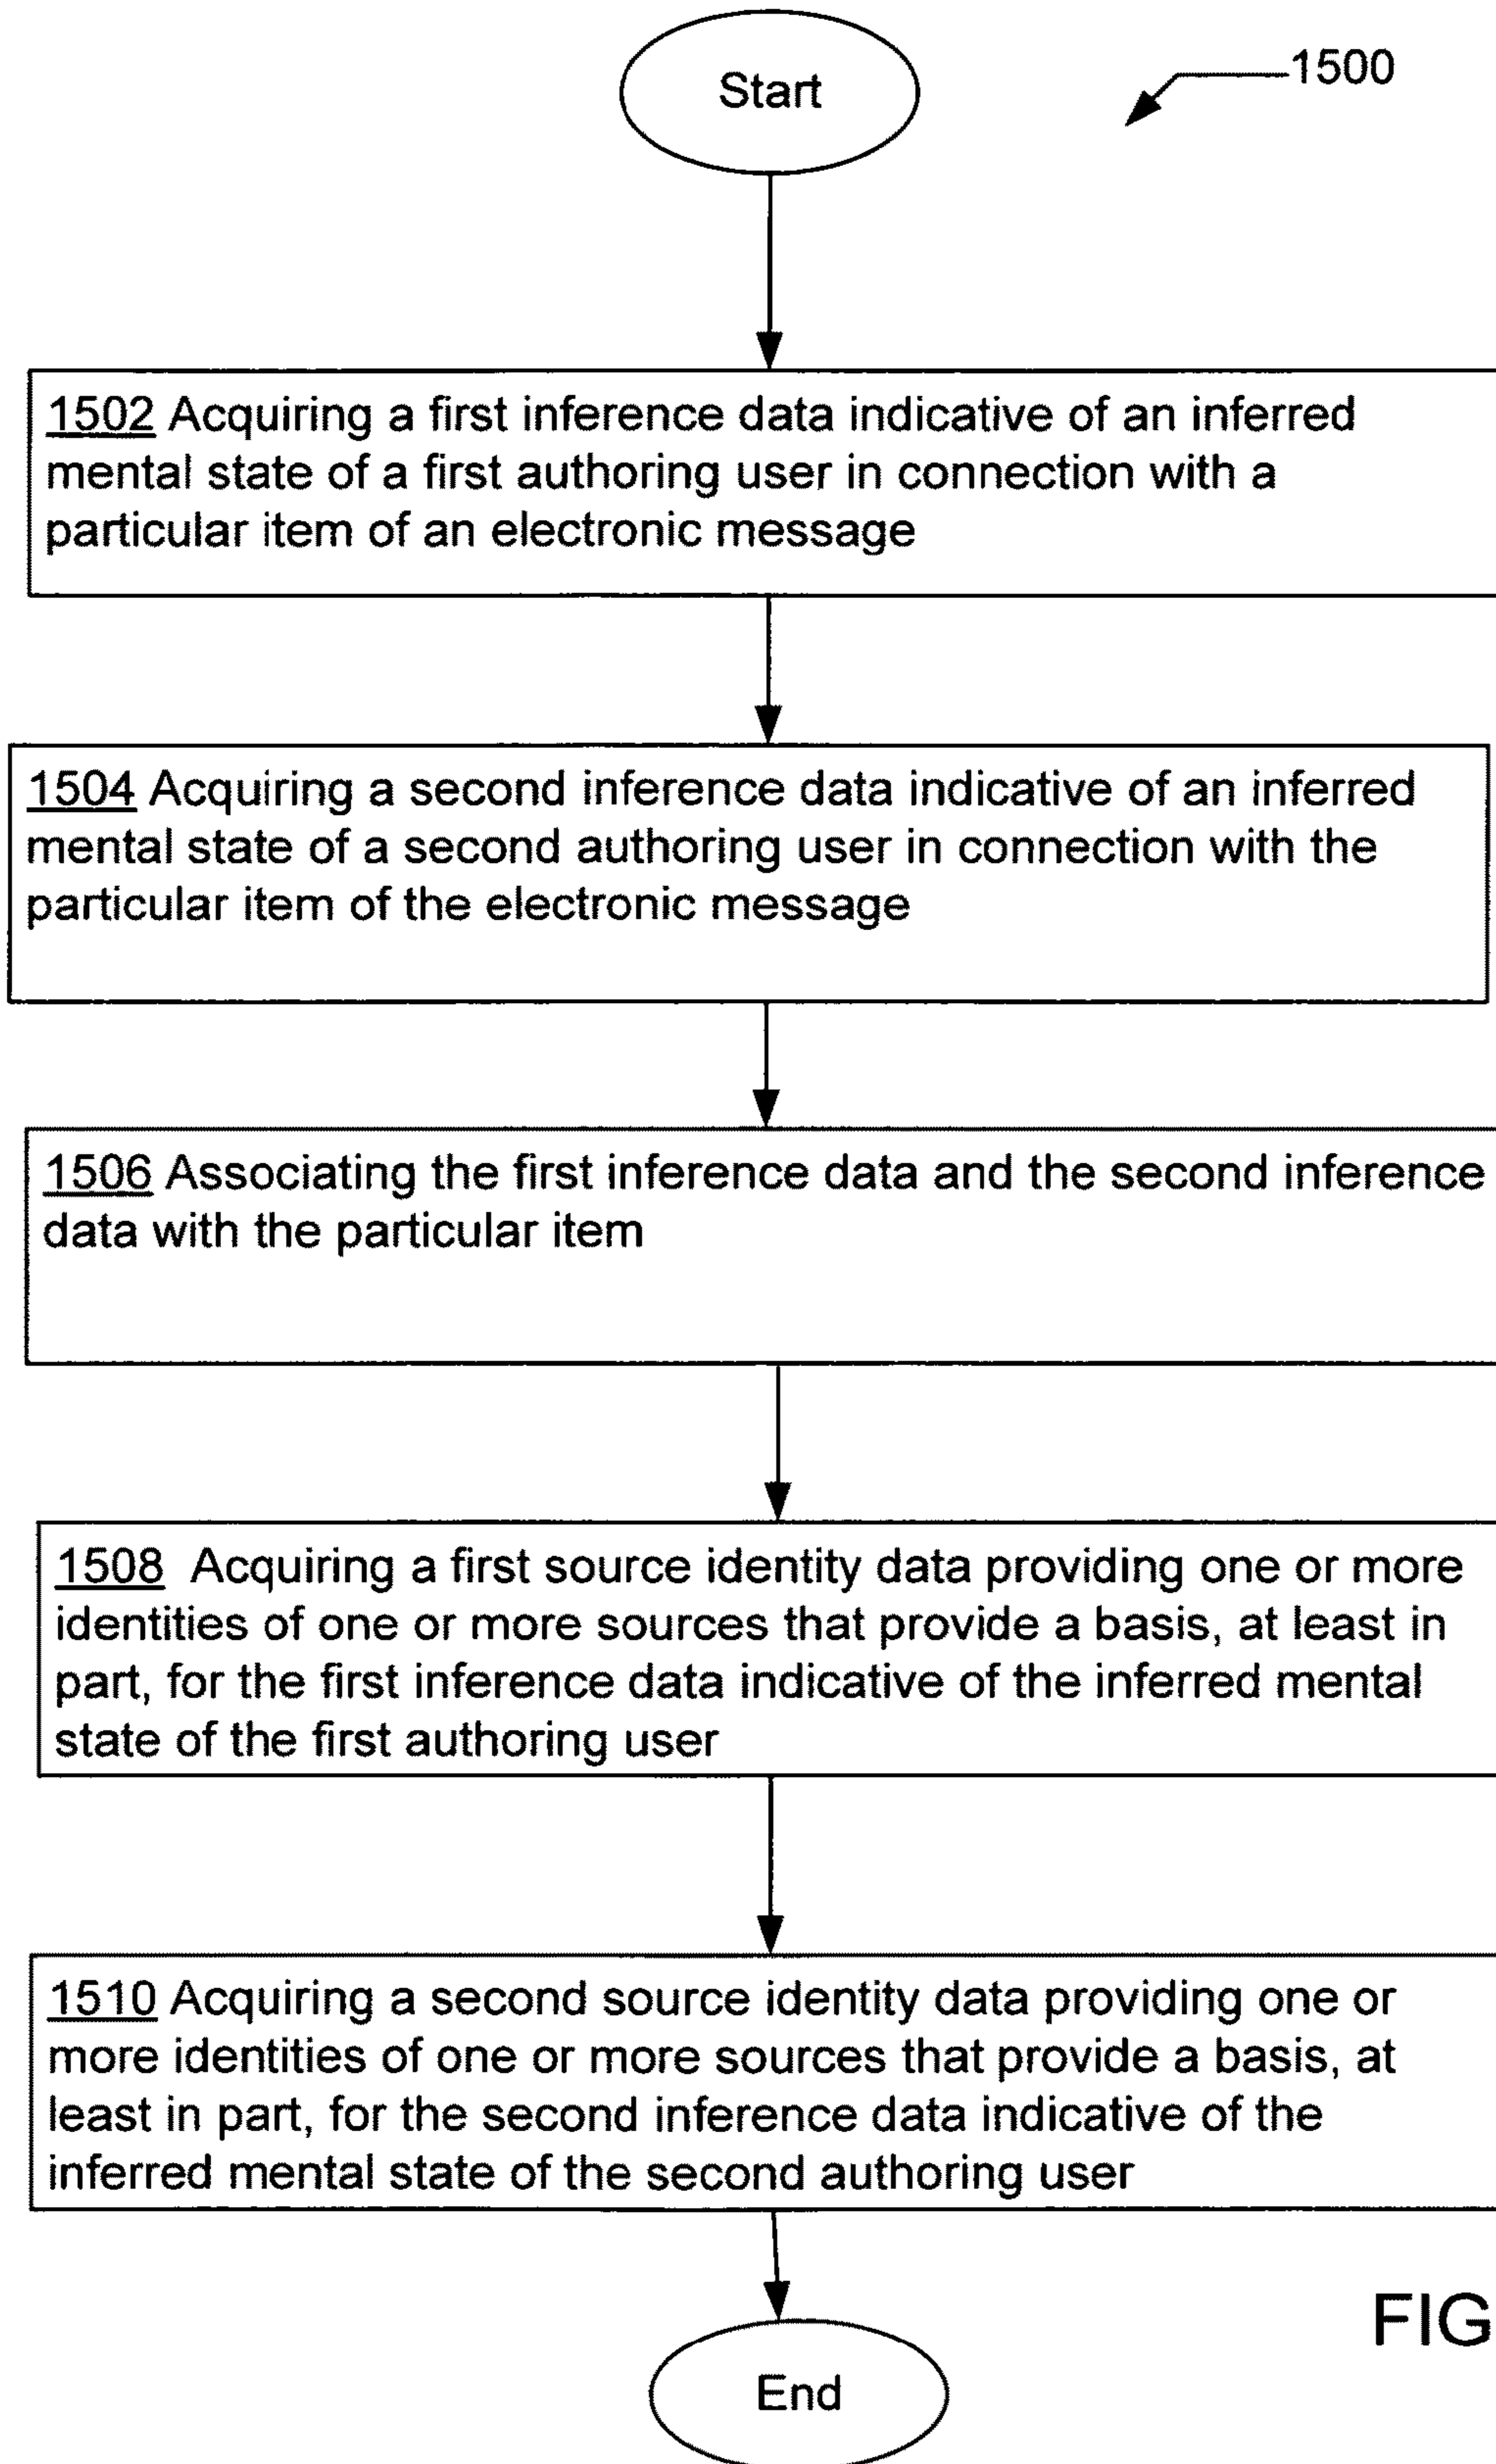 Start
1500
1502 Acquiring a first inference data indicative of an inferred
mental state of a first authoring user in connection with a
particular item of an electronic message
1504 Acquiring a second inference data indicative of an inferred
mental state of a second authoring user in connection with the
particular item of the electronic message
1506 Associating the first inference data and the second inference
data with the particular item
1508 Acquiring a first source identity data providing one or more
identities of one or more sources that provide a basis, at least in
part, for the first inference data indicative of the inferred mental
state of the first authoring user
1510 Acquiring a second source identity data providing one or
more identities of one or more sources that provide a basis, at
least in part, for the second inference data indicative of the
inferred mental state of the second authoring user
FIG
End